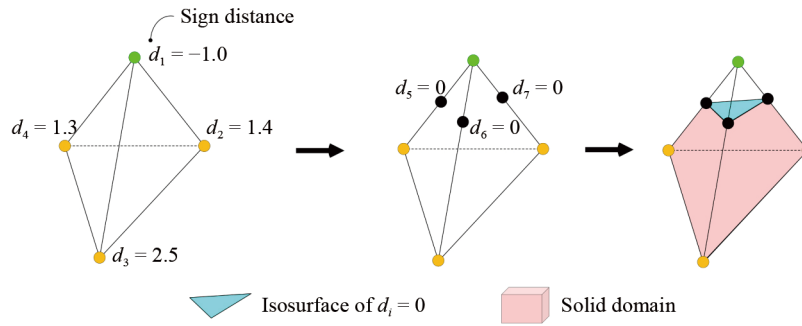 Sign distance
d₁ = −1.0
d₅ = 0
d₇ = 0
d₄ = 1.3
d₂ = 1.4
d₆ = 0
d₃ = 2.5
Isosurface of dᵢ = 0
Solid domain